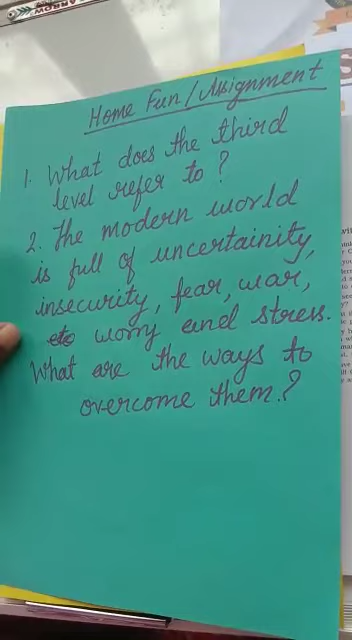 Home Fun/Assignment
1. What does the third
level refer to?
2. The modern world
is full of uncertainity,
insecurity, fear, war,
worry and stress.
What are the ways to
overcome them?